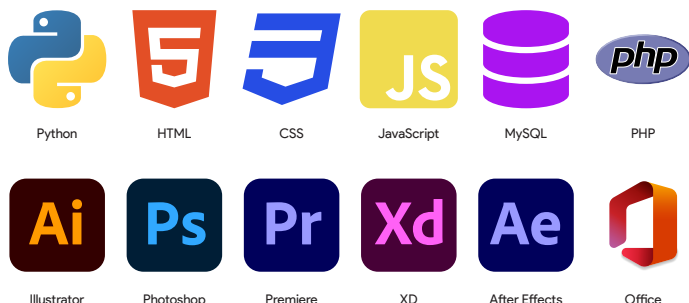 5
JS
php
Python
HTML
CSS
JavaScript
MySQL
PHP
Ai
Ps
Pr
Xd
Ae
Illustrator
Photoshop
Premiere
XD
After Effects
Office